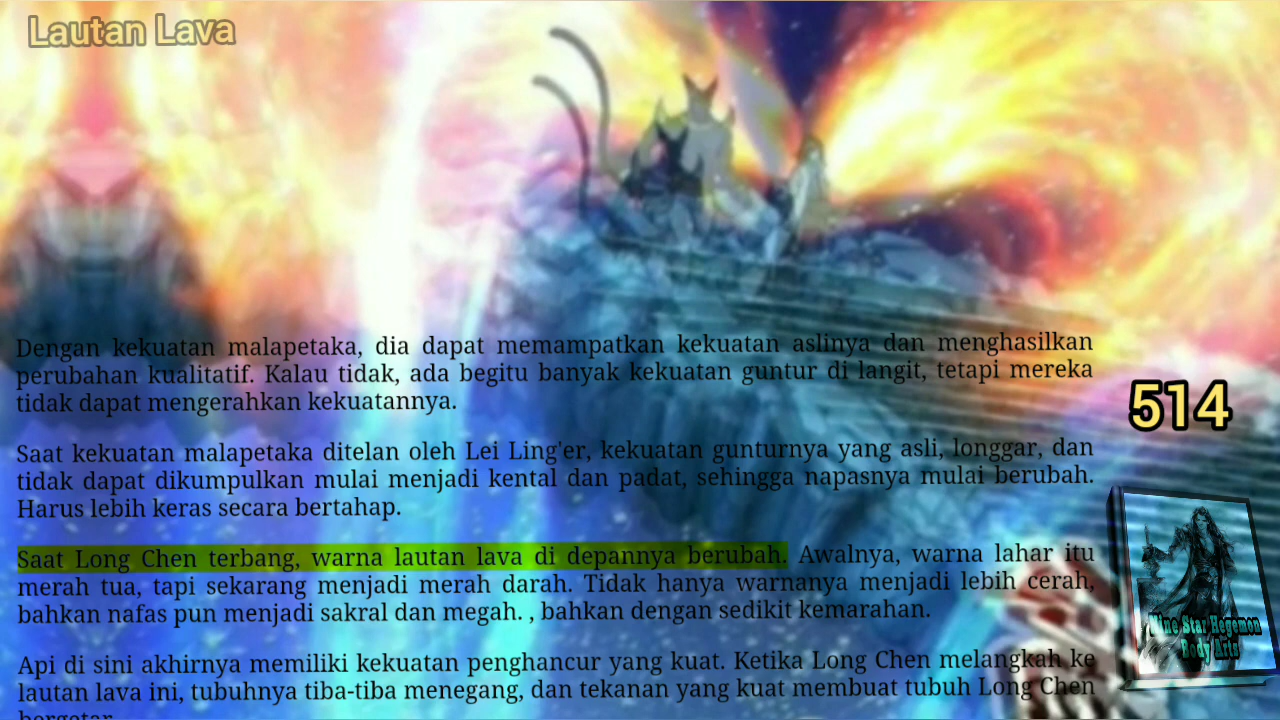 Lautan Lava
Dengan kekuatan malapetaka, dia dapat memampatkan kekuatan aslinya dan menghasilkan
perubahan kualitatif. Kalau tidak, ada begitu banyak kekuatan guntur di langit, tetapi mereka
tidak dapat mengerahkan kekuatannya.
514
Saat kekuatan malapetaka ditelan oleh Lei Ling'er, kekuatan gunturnya yang asli, longgar, dan
tidak dapat dikumpulkan mulai menjadi kental dan padat, sehingga napasnya mulai berubah.
Harus lebih keras secara bertahap.
Saat Long Chen terbang, warna lautan lava di depannya berubah. Awalnya, warna lahar itu
merah tua, tapi sekarang menjadi merah darah. Tidak hanya warnanya menjadi lebih cerah,
bahkan nafas pun menjadi sakral dan megah. , bahkan dengan sedikit kemarahan.
Nine Star Hegemon
Body Arts
Api di sini akhirnya memiliki kekuatan penghancur yang kuat. Ketika Long Chen melangkah ke
lautan lava ini, tubuhnya tiba-tiba menegang, dan tekanan yang kuat membuat tubuh Long Chen
bergetar.